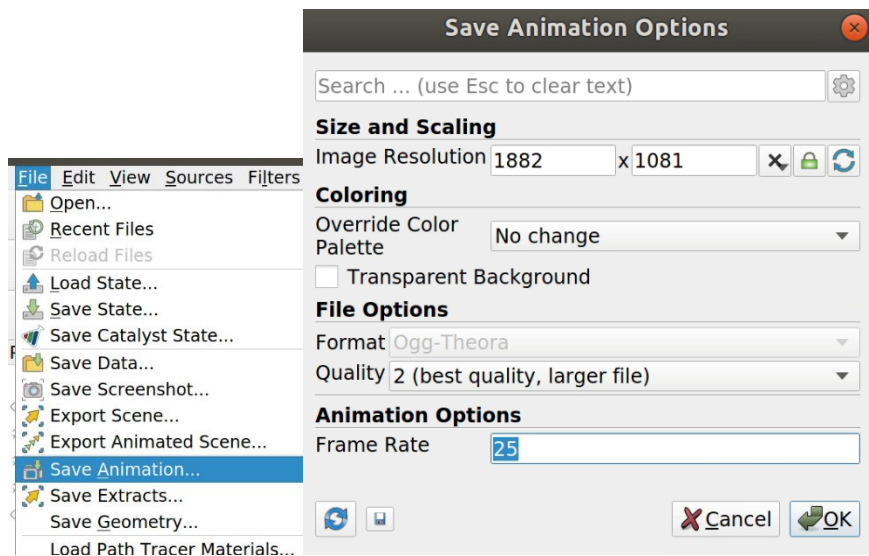 File Edit View Sources Filters
Open...
Recent Files
Reload Files
Load State...
Save State...
Save Catalyst State...
Save Data...
Save Screenshot...
Export Scene...
Export Animated Scene...
Save Animation...
Save Extracts...
Save Geometry...
Load Path Tracer Materials...
Save Animation Options
Search ... (use Esc to clear text)
Size and Scaling
Image Resolution 1882 x 1081
Coloring
Override Color
Palette
No change
Transparent Background
File Options
Format Ogg-Theora
Quality 2 (best quality, larger file)
Animation Options
Frame Rate 25
Cancel OK